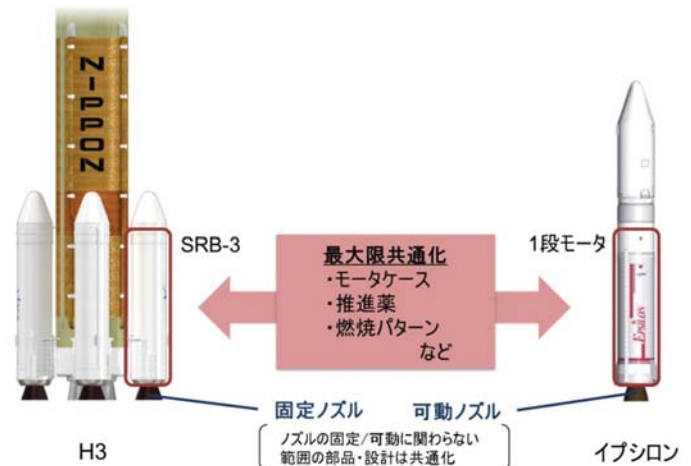 NIPPON
SRB-3
最大限共通化
・モータケース
・推進薬
・燃焼パターン
など
1段モータ
EPSILON
固定ノズル
可動ノズル
ノズルの固定/可動に関わらない
範囲の部品・設計は共通化
H3
イプシロン